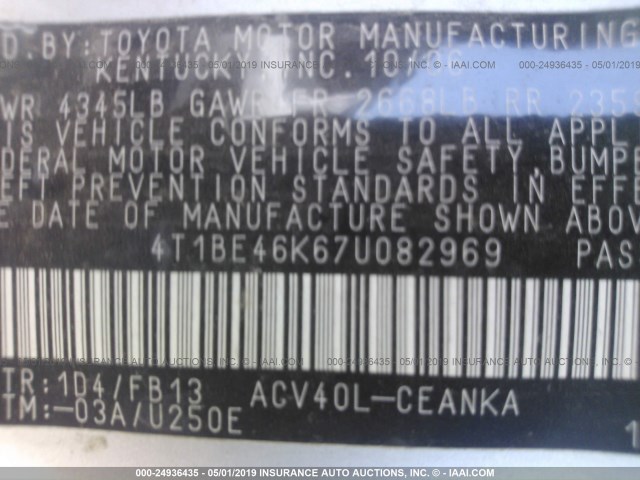 D. BY: TOYOTA MOTOR MANUFACTURING
KENTUCKY INC. 10/06
WR 4345LB GAWR FR 2668LB RR 235
IS VEHICLE CONFORMS TO ALL APPL
DERAL MOTOR VEHICLE SAFETY, BUMPE
EFT PREVENTION STANDARDS IN EFFE
E DATE OF MANUFACTURE SHOWN ABOV
4T1BE46K67U082969 PAS
TR: 1D4/FB13 ACV40L-CEANKA
TM: -03A/U250E
1
000-24936435 - 05/01/2019 INSURANCE AUTO AUCTIONS, INC. - IAAI.COM